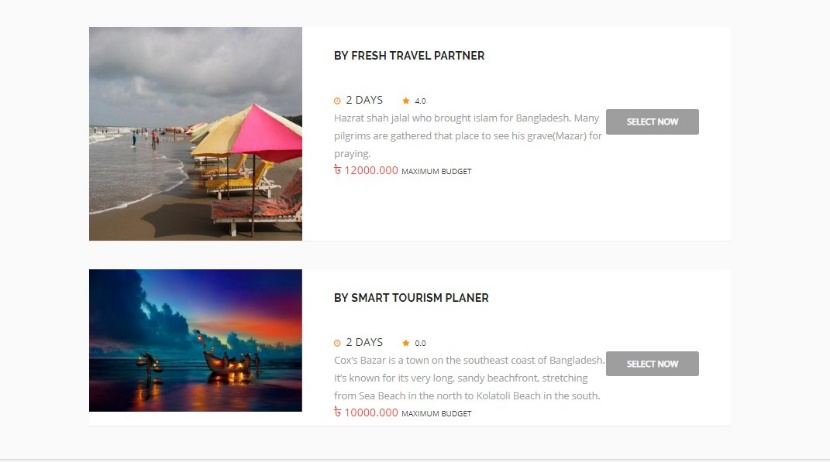 BY FRESH TRAVEL PARTNER
2 DAYS 4.0
Hazrat shah jalal who brought islam for Bangladesh. Many
pilgrims are gathered that place to see his grave(Mazar) for
praying.
SELECT NOW
৳ 12000.000 MAXIMUM BUDGET
BY SMART TOURISM PLANER
2 DAYS 0.0
Cox's Bazar is a town on the southeast coast of Bangladesh.
It's known for its very long, sandy beachfront, stretching
from Sea Beach in the north to Kolatoli Beach in the south.
SELECT NOW
৳ 10000.000 MAXIMUM BUDGET